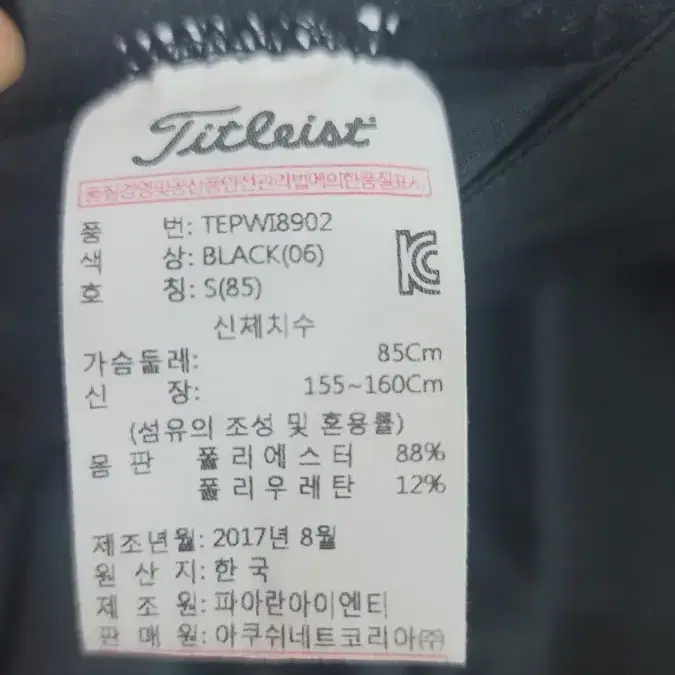 Titleist
품질경영및공산품안전관리법에의한품질표시
품 번: TEPWI8902
색 상: BLACK(06)
호 칭: S(85)
신체치수
가슴둘레: 85Cm
신 장: 155~160Cm
(섬유의 조성 및 혼용률)
몸 판 폴리에스터 88%
폴리우레탄 12%
제조년월: 2017년 8월
원 산 지: 한 국
제 조 원: 파아란아이엔티
판 매 원: 아쿠쉬네트코리아㈜